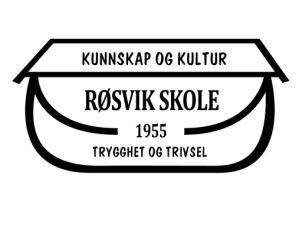 KUNNSKAP OG KULTUR
RØSVIK SKOLE
1955
TRYGGHET OG TRIVSEL